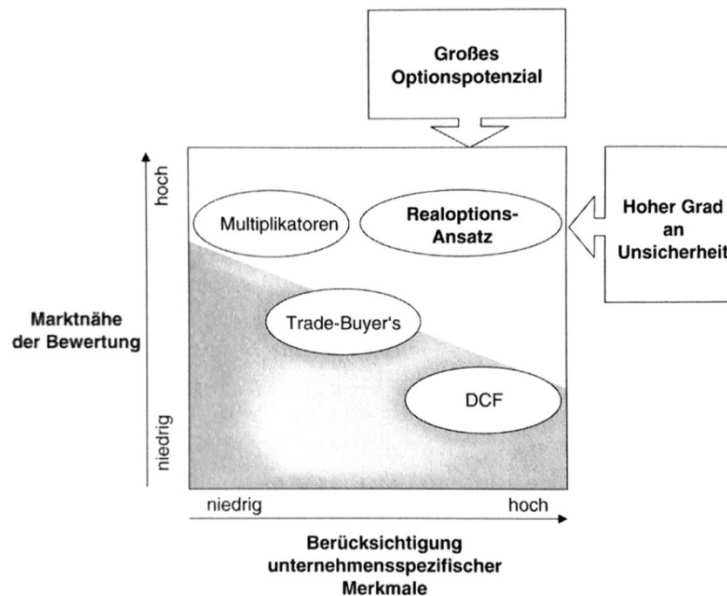 Großes
Optionspotenzial
hoch
Multiplikatoren
Realoptions-
Ansatz
Hoher Grad
an
Unsicherheit
Marktnähe
der Bewertung
Trade-Buyer's
DCF
niedrig
niedrig
hoch
Berücksichtigung
unternehmensspezifischer
Merkmale